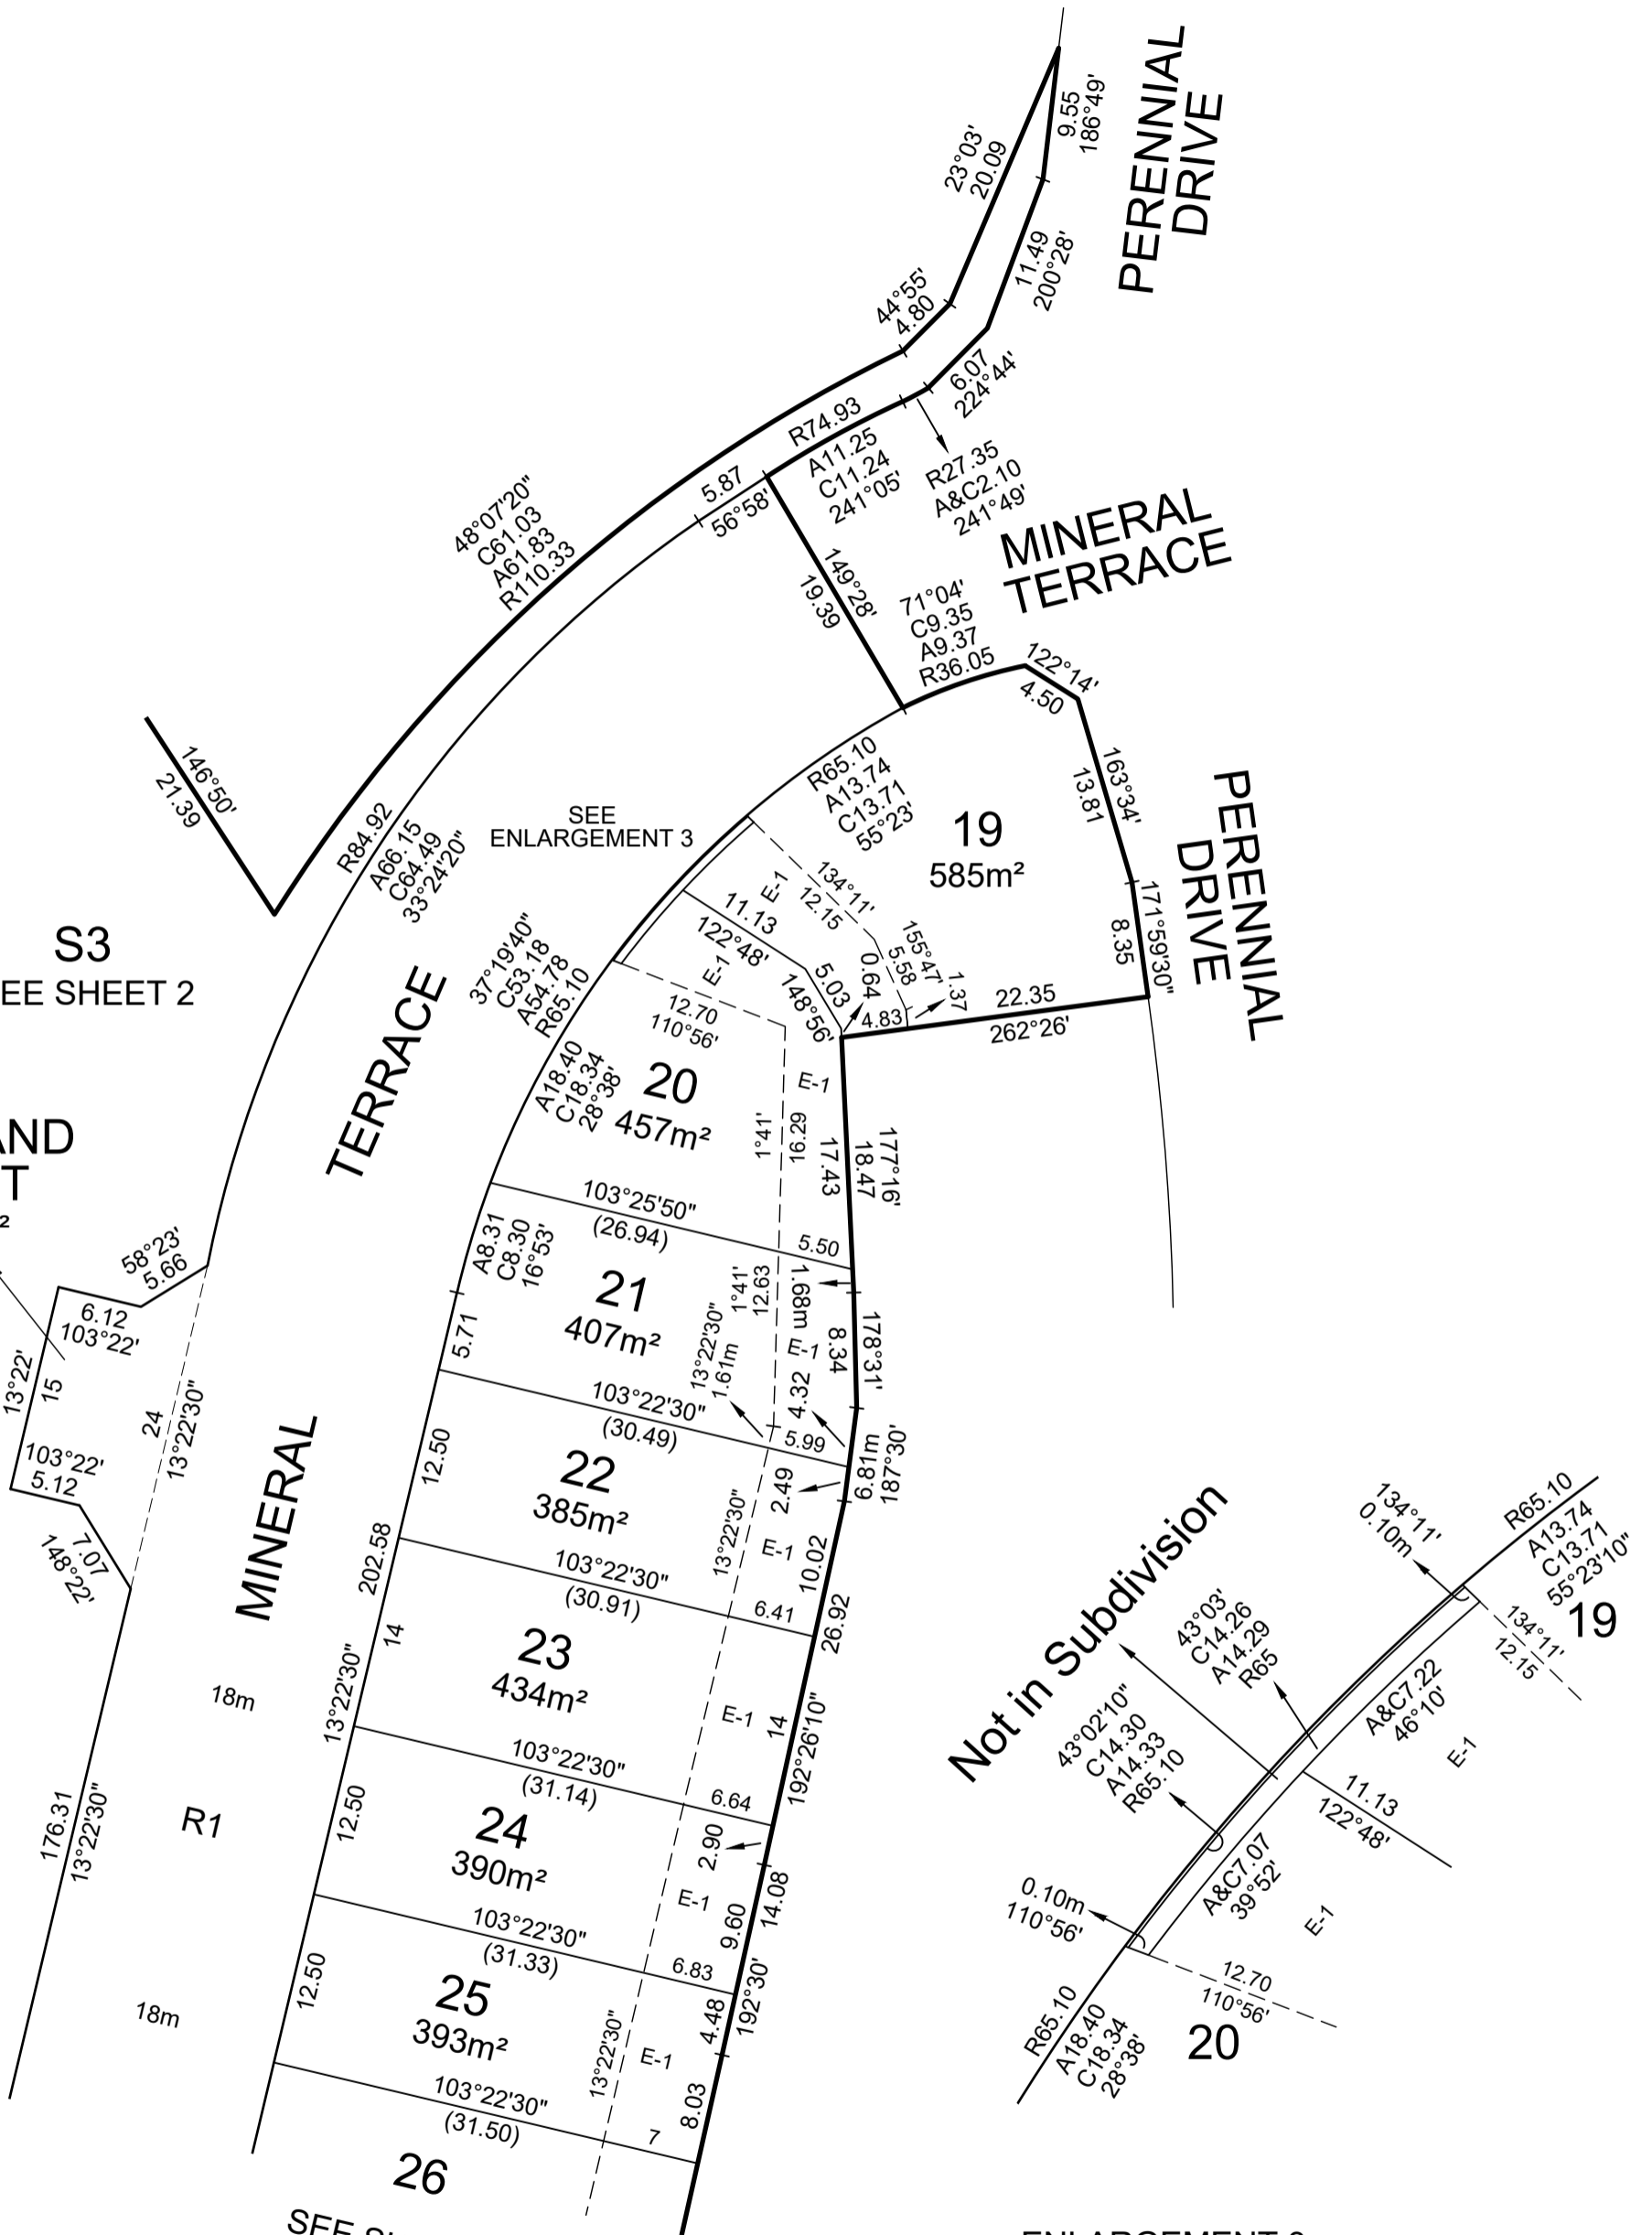 PERENNIAL
DRIVE
9.55
186°49'
23°03'
20.09
11.49
200°28'
44°55'
4.80
6.07
224°44'
R74.93
A11.25
C11.24
241°05'
R27.35
A&C2.10
241°49'
5.87
56°58'
MINERAL
TERRACE
48°07'20"
C61.03
A61.83
R110.33
149°28'
19.39
71°04'
C9.35
A9.37
R36.05
122°14'
4.50
146°50'
21.39
R84.92
A66.15
C64.49
33°24'20"
SEE
ENLARGEMENT 3
R65.10
A13.74
C13.71
55°23'
163°34'
13.81
19
585m²
PERENNIAL
DRIVE
171°59'30"
8.35
134°11'
12.15
E-1
11.13
122°48'
E-1
155°47'
5.58
1.37
0.64
5.03
148°56'
4.83
22.35
262°26'
S3
EE SHEET 2
37°19'40"
C53.18
A54.78
R65.10
12.70
110°56'
TERRACE
A18.40
C18.34
28°38'
20
457m²
E-1
1°41'
16.29
17.43
177°16'
18.47
AND
T
²
103°25'50"
(26.94)
5.50
58°23'
5.66
6.12
103°22'
A8.31
C8.30
16°53'
21
407m²
1°41'
12.63
1.68m
E-1
8.34
178°31'
5.71
13°22'30"
1.61m
4.32
13°22'
15
24
13°22'30"
103°22'30"
(30.49)
5.99
103°22'
5.12
7.07
148°22'
MINERAL
12.50
22
385m²
2.49
6.81m
187°30'
13°22'30"
E-1
10.02
202.58
103°22'30"
(30.91)
6.41
26.92
14
23
434m²
18m
13°22'30"
E-1
14
192°26'10"
103°22'30"
(31.14)
6.64
176.31
13°22'30"
R1
12.50
24
390m²
2.90
E-1
9.60
14.08
103°22'30"
(31.33)
6.83
18m
12.50
25
393m²
13°22'30"
E-1
4.48
192°30'
103°22'30"
(31.50)
7
8.03
26
Not in Subdivision
134°11'
0.10m
R65.10
A13.74
C13.71
55°23'10"
19
43°03'
C14.26
A14.29
R65
134°11'
12.15
43°02'10"
C14.30
A14.33
R65.10
A&C7.22
46°10'
E-1
11.13
122°48'
A&C7.07
39°52'
0.10m
110°56'
E-1
12.70
110°56'
R65.10
A18.40
C18.34
28°38'
20